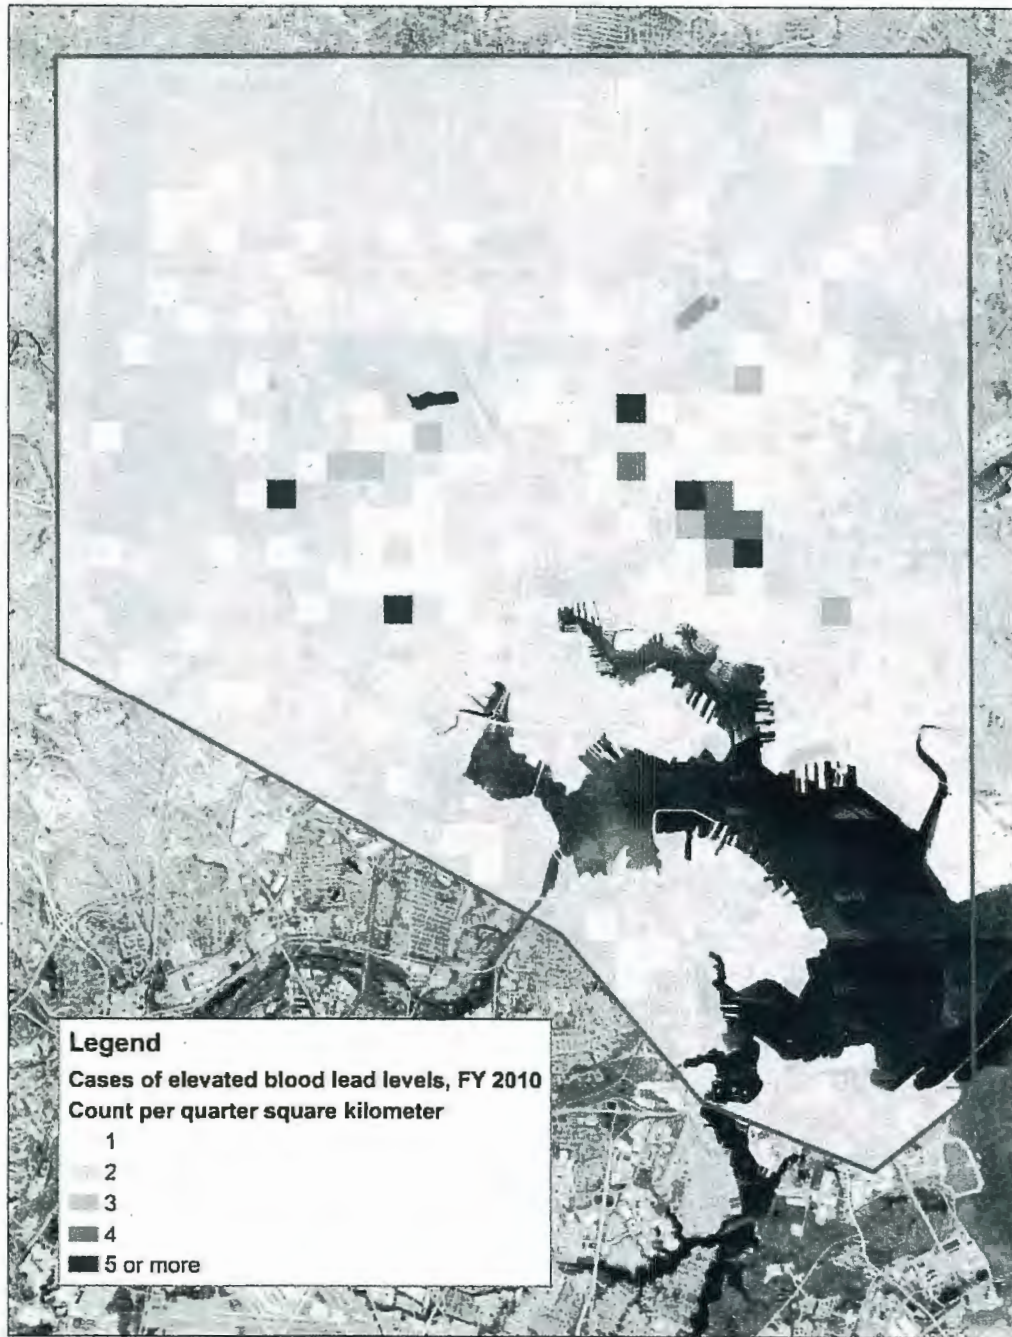 Legend
Cases of elevated blood lead levels, FY 2010
Count per quarter square kilometer
1
2
3
4
5 or more